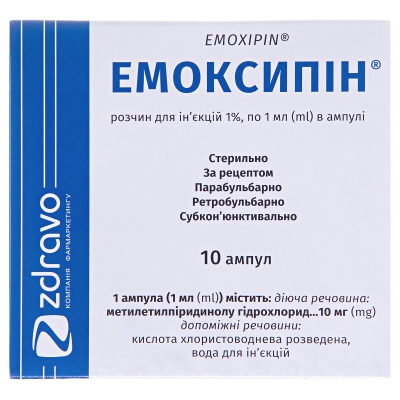 EMOXIPIN®
ЕМОКСИПІН®
розчин для ін'єкцій 1%, по 1 мл (ml) в ампулі
Стерильно
За рецептом
Парабульбарно
Ретробульбарно
Субкон'юнктивально
10 ампул
1 ампула (1 мл (ml)) містить: діюча речовина:
метилетилпіридинолу гідрохлорид...10 мг (mg)
допоміжні речовини:
кислота хлористоводнева розведена,
вода для ін'єкцій
zdravo
КОМПАНІЯ ФАРМАРКЕТИНГУ